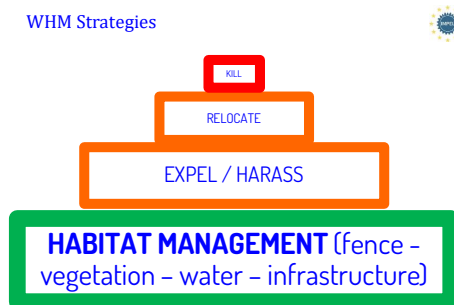 WHM Strategies
KILL
RELOCATE
EXPEL / HARASS
HABITAT MANAGEMENT (fence -
vegetation – water – infrastructure)